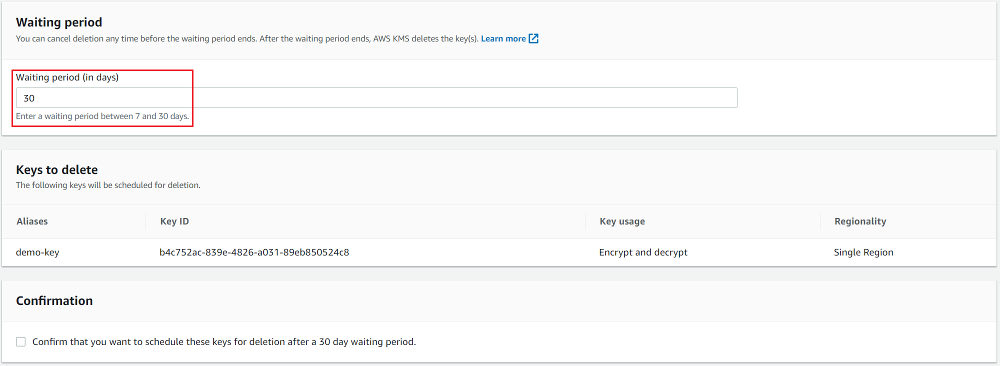 Waiting period
You can cancel deletion any time before the waiting period ends. After the waiting period ends, AWS KMS deletes the key(s). Learn more
Waiting period (in days)
30
Enter a waiting period between 7 and 30 days.
Keys to delete
The following keys will be scheduled for deletion.
Aliases Key ID Key usage Regionality
demo-key b4c752ac-839e-4826-a031-89eb850524c8 Encrypt and decrypt Single Region
Confirmation
Confirm that you want to schedule these keys for deletion after a 30 day waiting period.